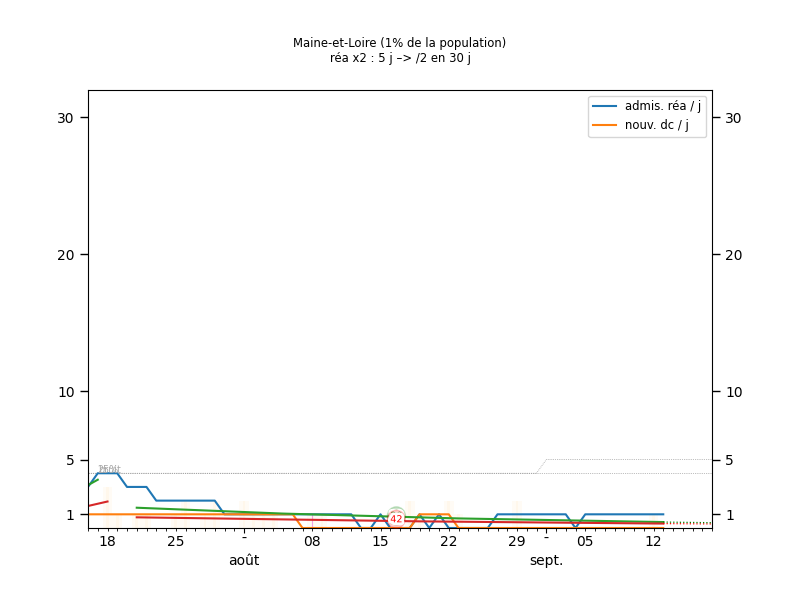 Maine-et-Loire (1% de la population)
réa x2 : 5 j –> /2 en 30 j
admis. réa / j
nouv. dc / j
30 30
20 20
10 10
5 5
1 1
42
18 25 - 08 15 22 29 - 05 12
août sept.